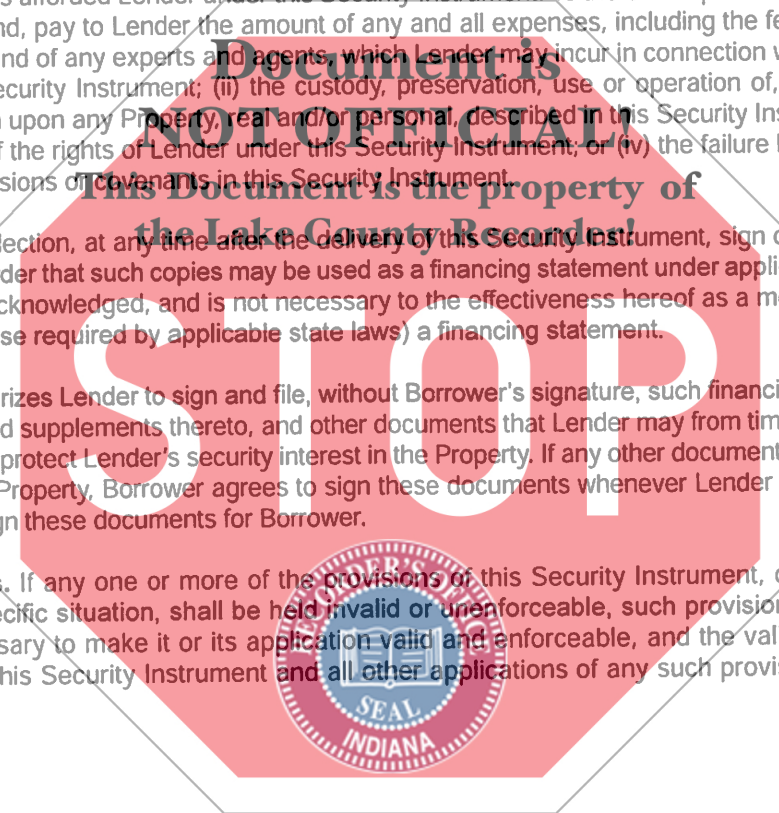 s afforded Lender under this Security Instrument.
nd, pay to Lender the amount of any and all expenses, including the fe
nd of any experts and agents, which Lender may incur in connection w
ecurity Instrument; (ii) the custody, preservation, use or operation of,
upon any Property, real and/or personal, described in this Security Ins
f the rights of Lender under this Security Instrument; or (iv) the failure
sions or covenants in this Security Instrument.
Document is
NOT OFFICIAL!
This Document is the property of
the Lake County Recorder!
lection, at any time after the delivery of this Security Instrument, sign
der that such copies may be used as a financing statement under appli
cknowledged, and is not necessary to the effectiveness hereof as a m
se required by applicable state laws) a financing statement.
STOP
rizes Lender to sign and file, without Borrower's signature, such financi
d supplements thereto, and other documents that Lender may from tim
protect Lender's security interest in the Property. If any other document
Property, Borrower agrees to sign these documents whenever Lender
gn these documents for Borrower.
s. If any one or more of the provisions of this Security Instrument,
ecific situation, shall be held invalid or unenforceable, such provision
ssary to make it or its application valid and enforceable, and the val
his Security Instrument and all other applications of any such provis
RECORDER'S OFFICE
SEAL
INDIANA